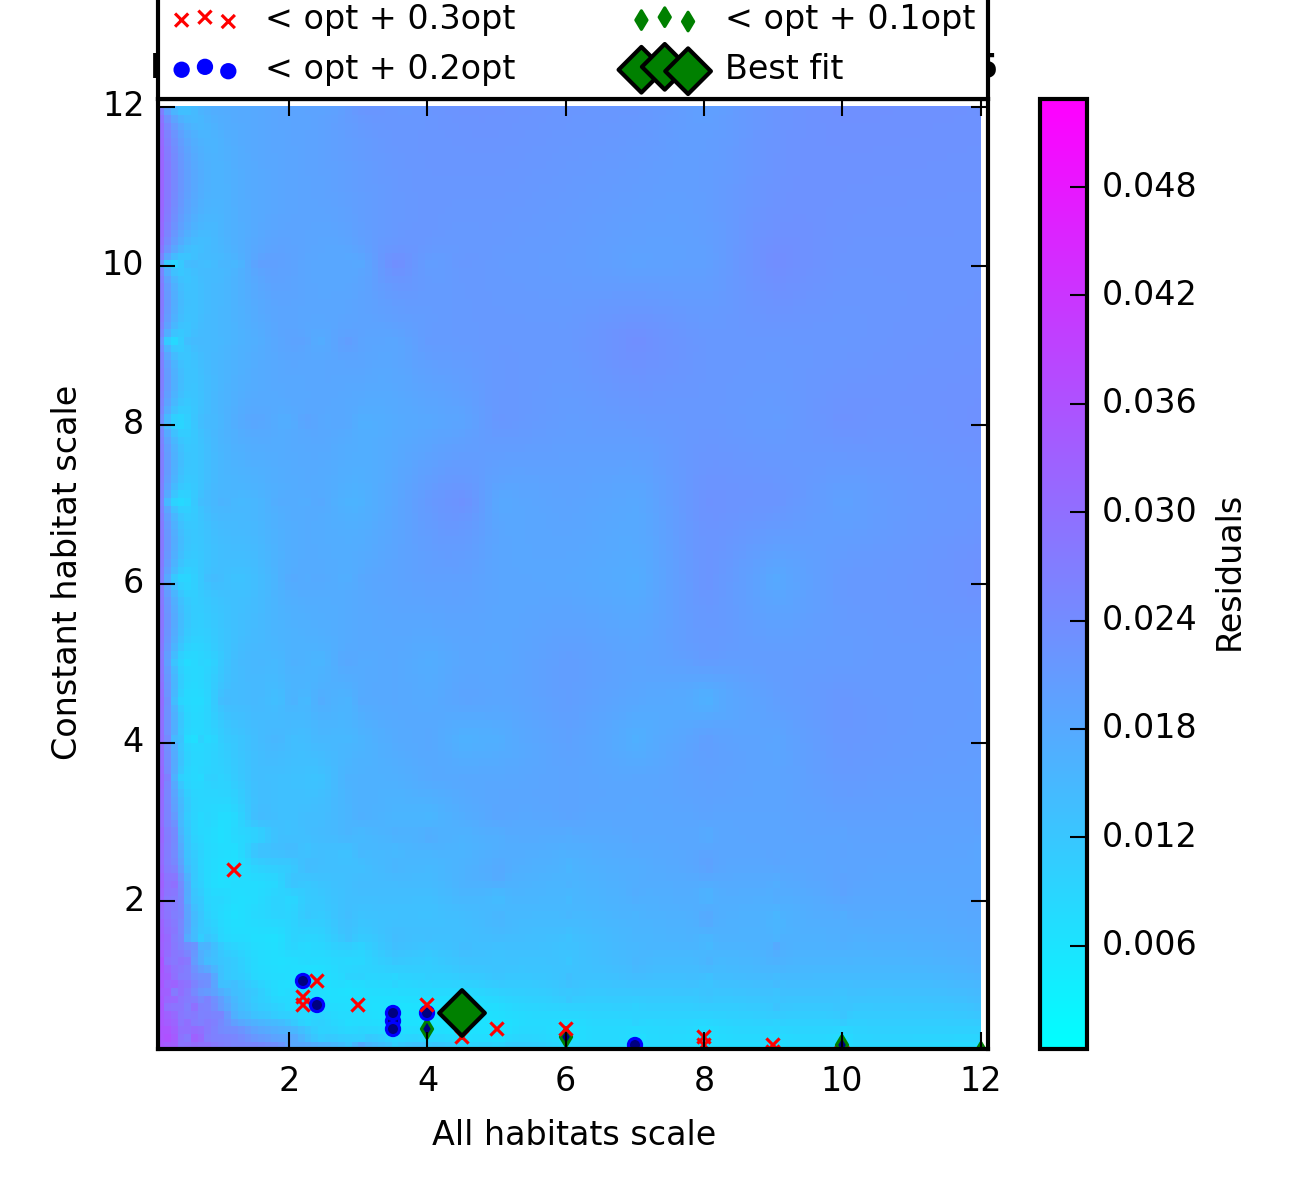 < opt + 0.3opt < opt + 0.1opt
< opt + 0.2opt Best fit
12
10
8
6
4
2
Constant habitat scale
2 4 6 8 10 12
All habitats scale
0.048
0.042
0.036
0.030
0.024
0.018
0.012
0.006
Residuals